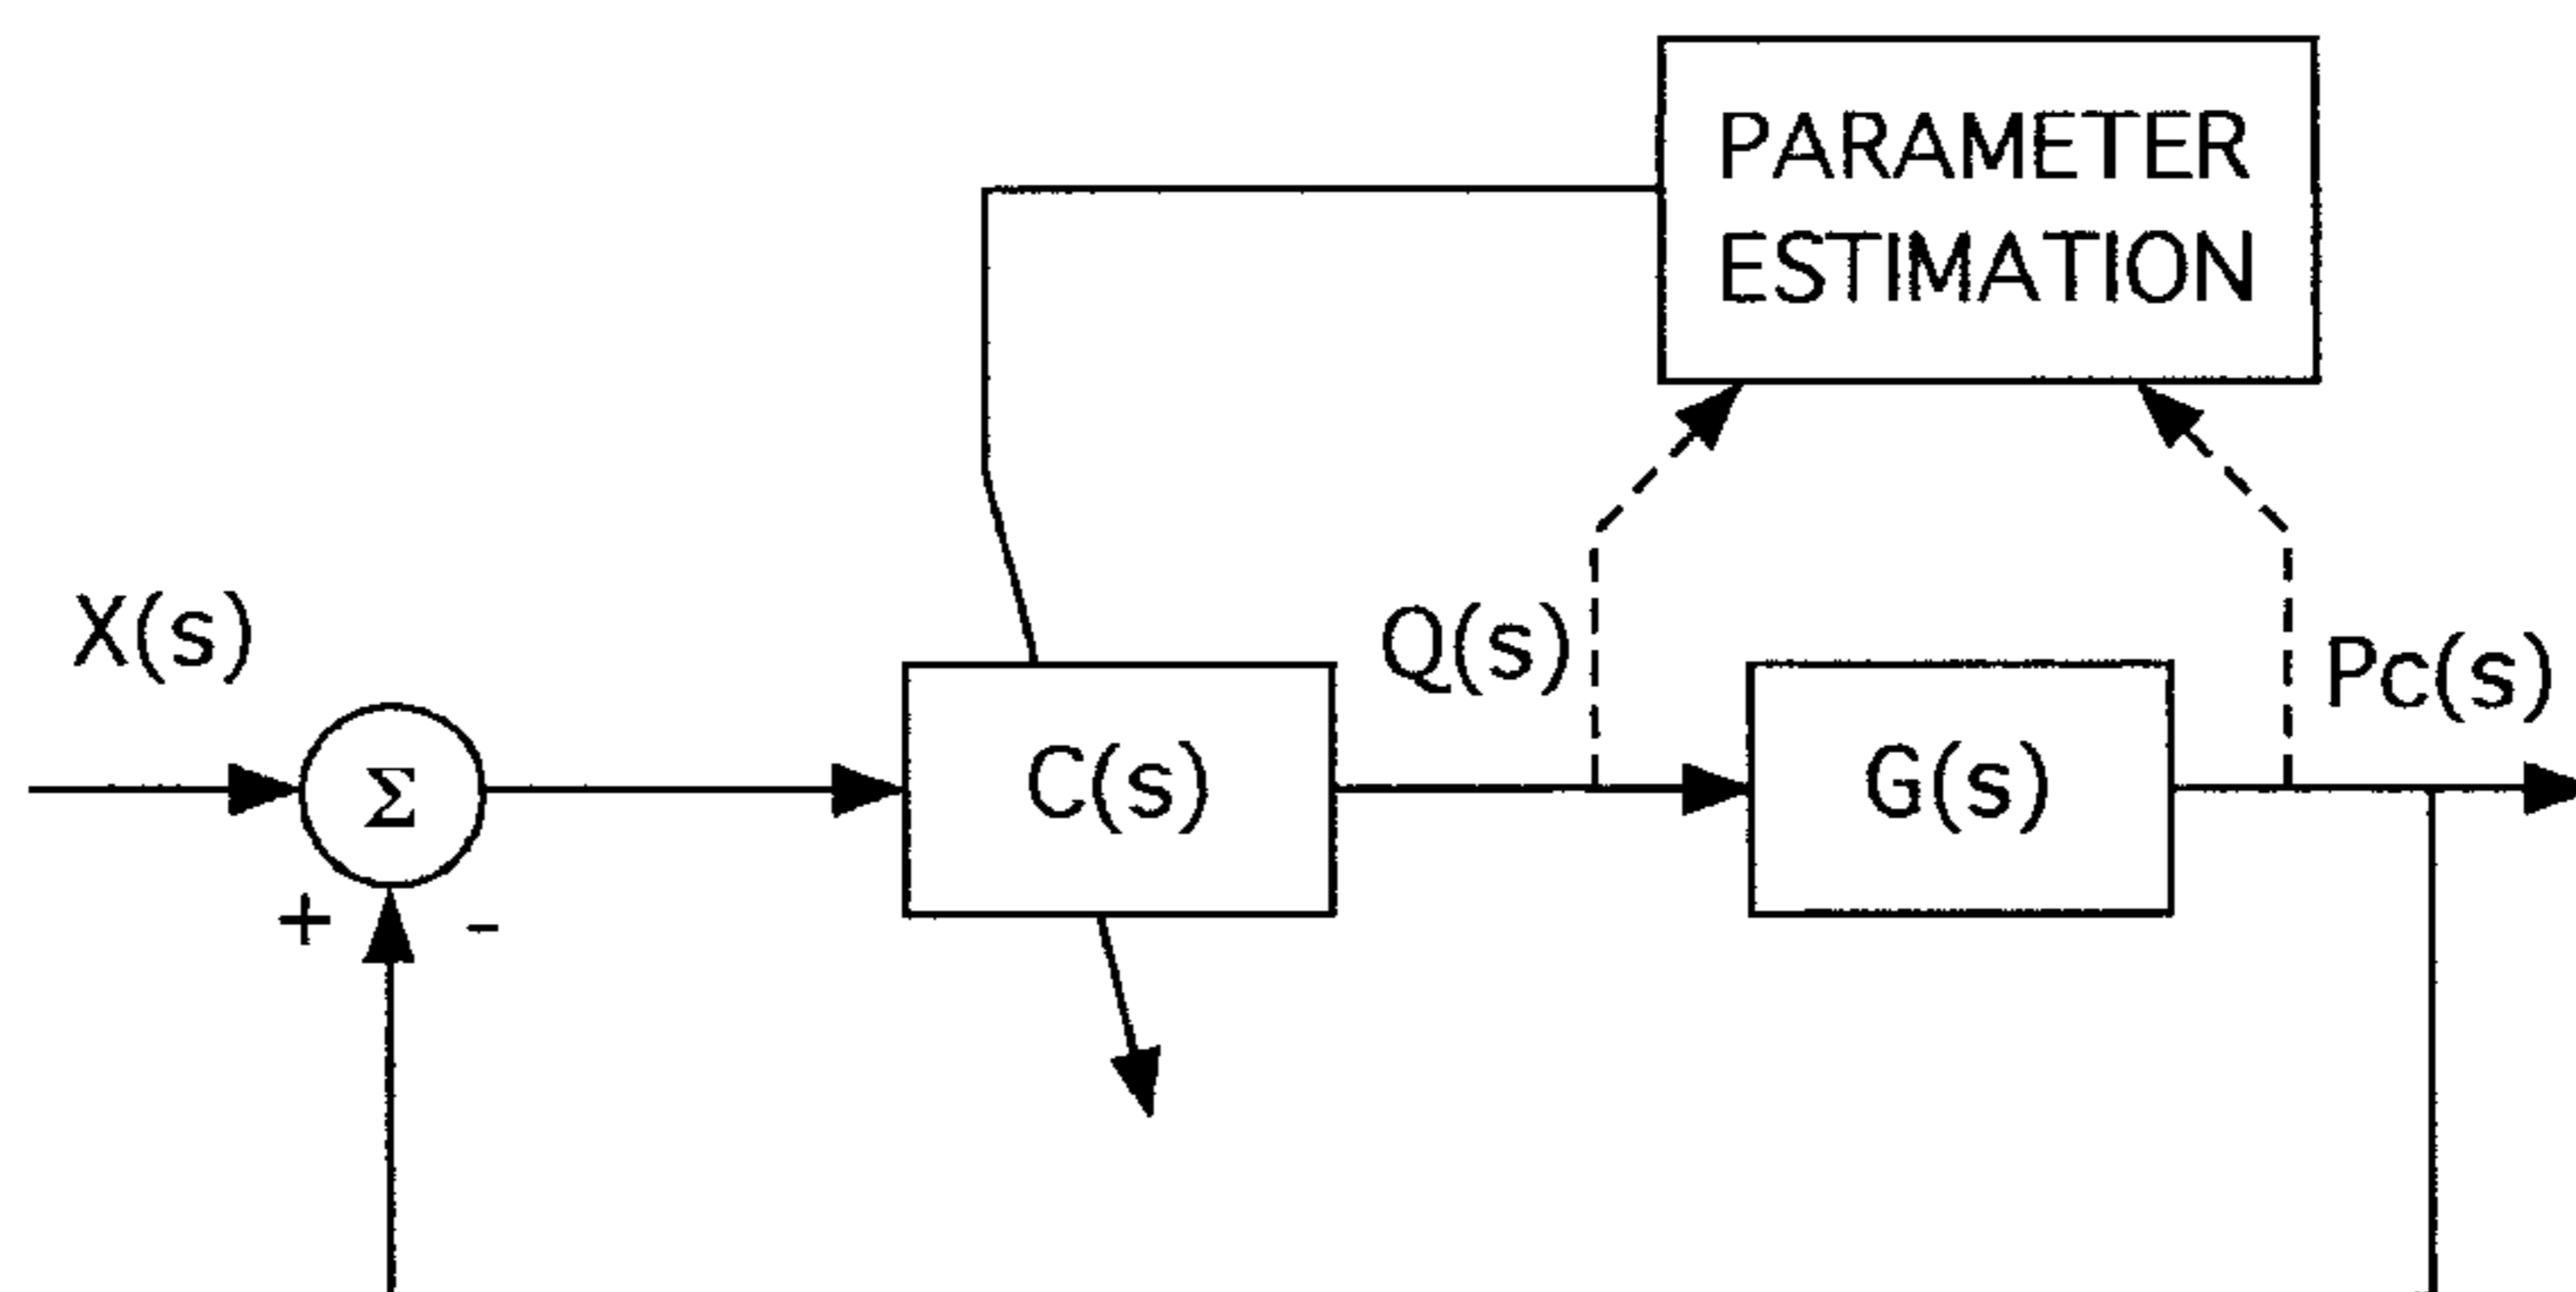 PARAMETER
ESTIMATION
X(s)
Q(s)
Pc(s)
Σ
C(s)
G(s)
+
-